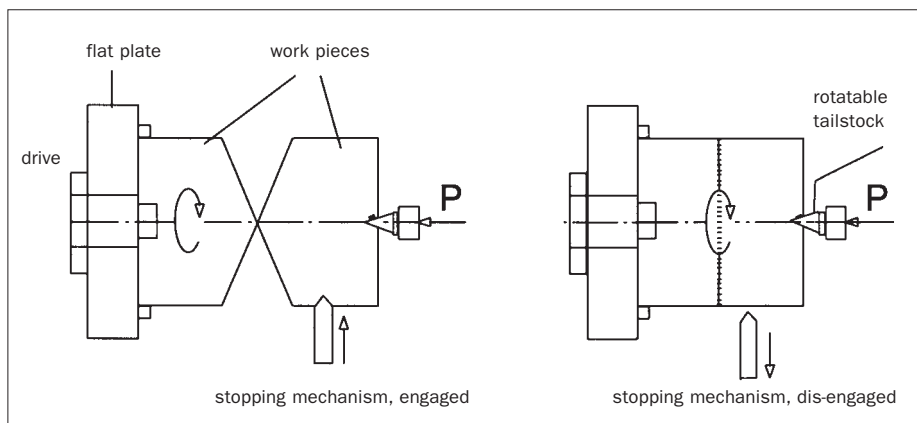 flat plate
work pieces
rotatable
tailstock
drive
P
P
stopping mechanism, engaged
stopping mechanism, dis-engaged